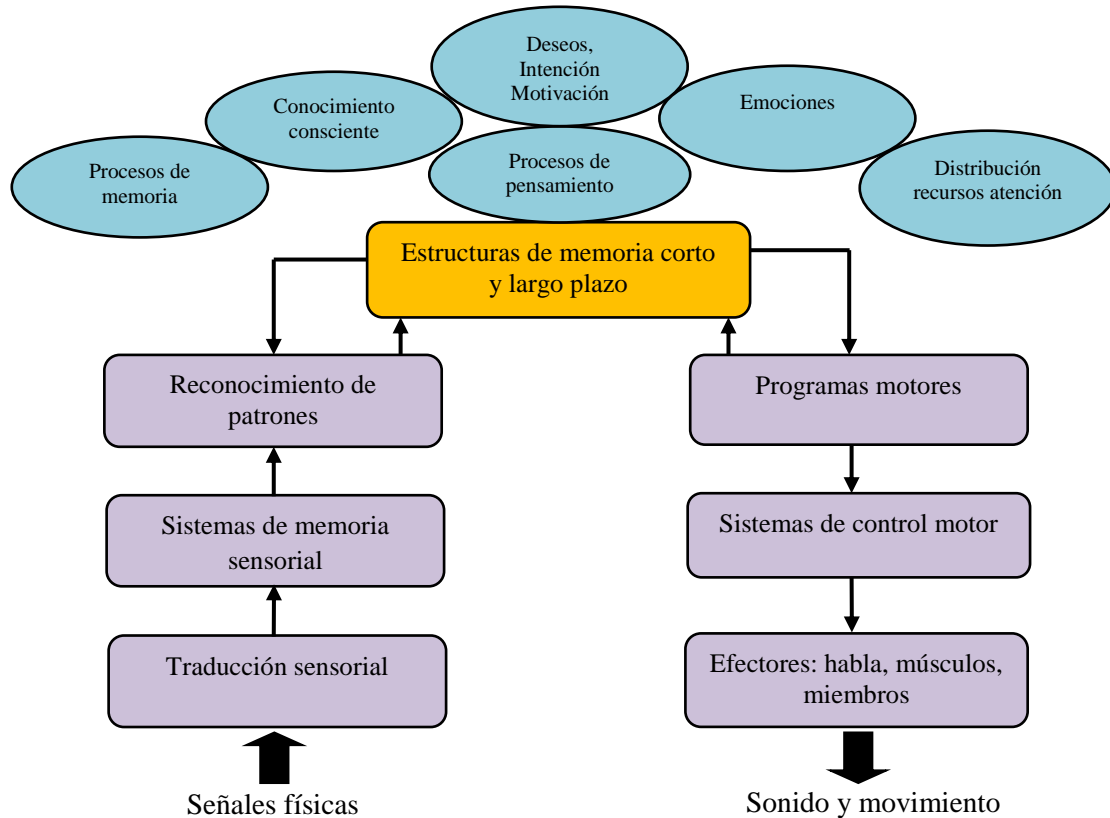 Deseos,
Intención
Motivación
Conocimiento
consciente
Emociones
Procesos de
memoria
Procesos de
pensamiento
Distribución
recursos atención
Estructuras de memoria corto
y largo plazo
Reconocimiento de
patrones
Programas motores
Sistemas de memoria
sensorial
Sistemas de control motor
Traducción sensorial
Efectores: habla, músculos,
miembros
Señales físicas
Sonido y movimiento